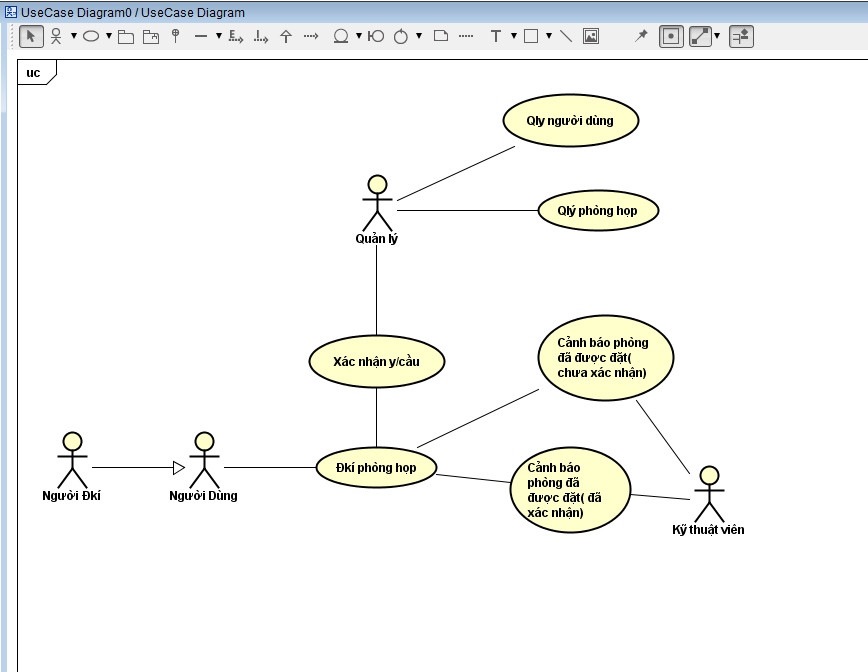 UseCase Diagram0 / UseCase Diagram
uc
Qly người dùng
Qlý phòng họp
Quản lý
Xác nhận y/cầu
Cảnh báo phòng
đã được đặt(
chưa xác nhận)
Người Đkí
Người Dùng
Đkí phòng họp
Cảnh báo
phòng đã
được đặt( đã
xác nhận)
Kỹ thuật viên